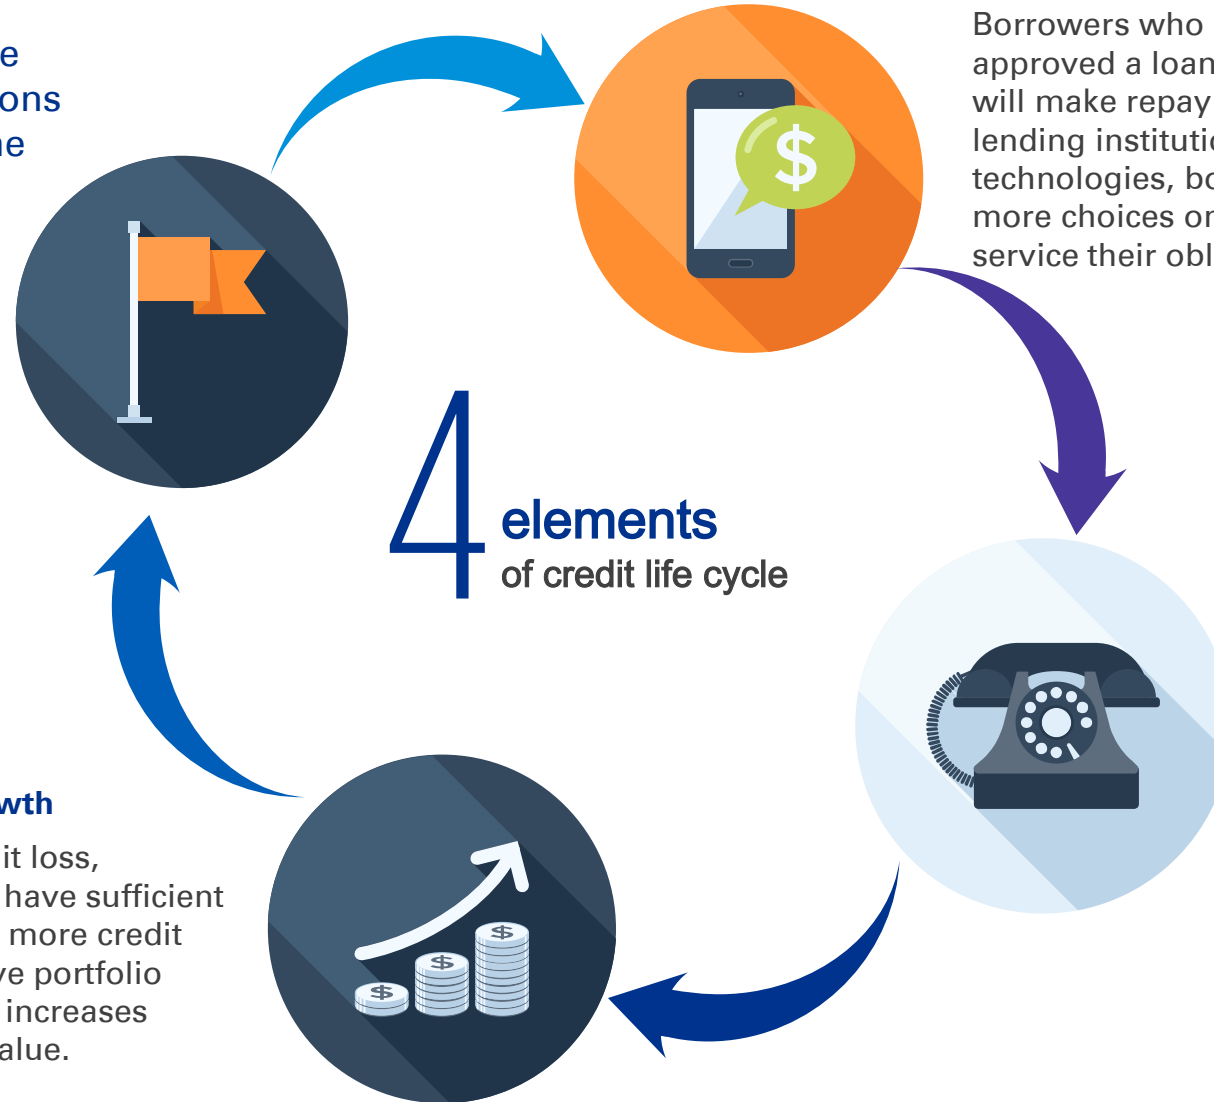 e
ons
ne
Borrowers who
approved a loan
will make repay
lending institutio
technologies, bo
more choices on
service their obl
4 elements
of credit life cycle
wth
it loss,
have sufficient
more credit
ve portfolio
increases
alue.
$
$
$
$